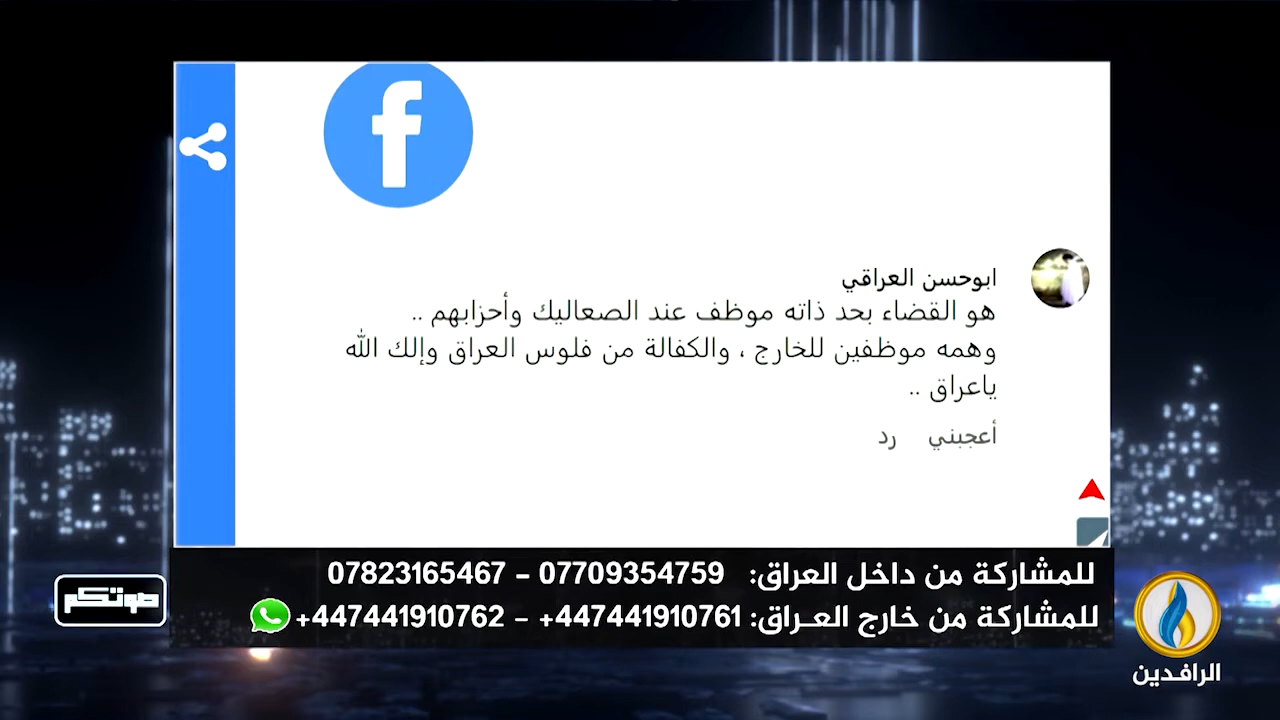 ابوحسن العراقي
هو القضاء بحد ذاته موظف عند الصعاليك وأحزابهم ..
وهمه موظفين للخارج ، والكفالة من فلوس العراق وإلك الله
ياعراق ..
أعجبني رد
للمشاركة من داخل العراق: 07709354759 - 07823165467
للمشاركة من خارج العـراق: 447441910761+ - 447441910762+
صوتكم
الرافدين